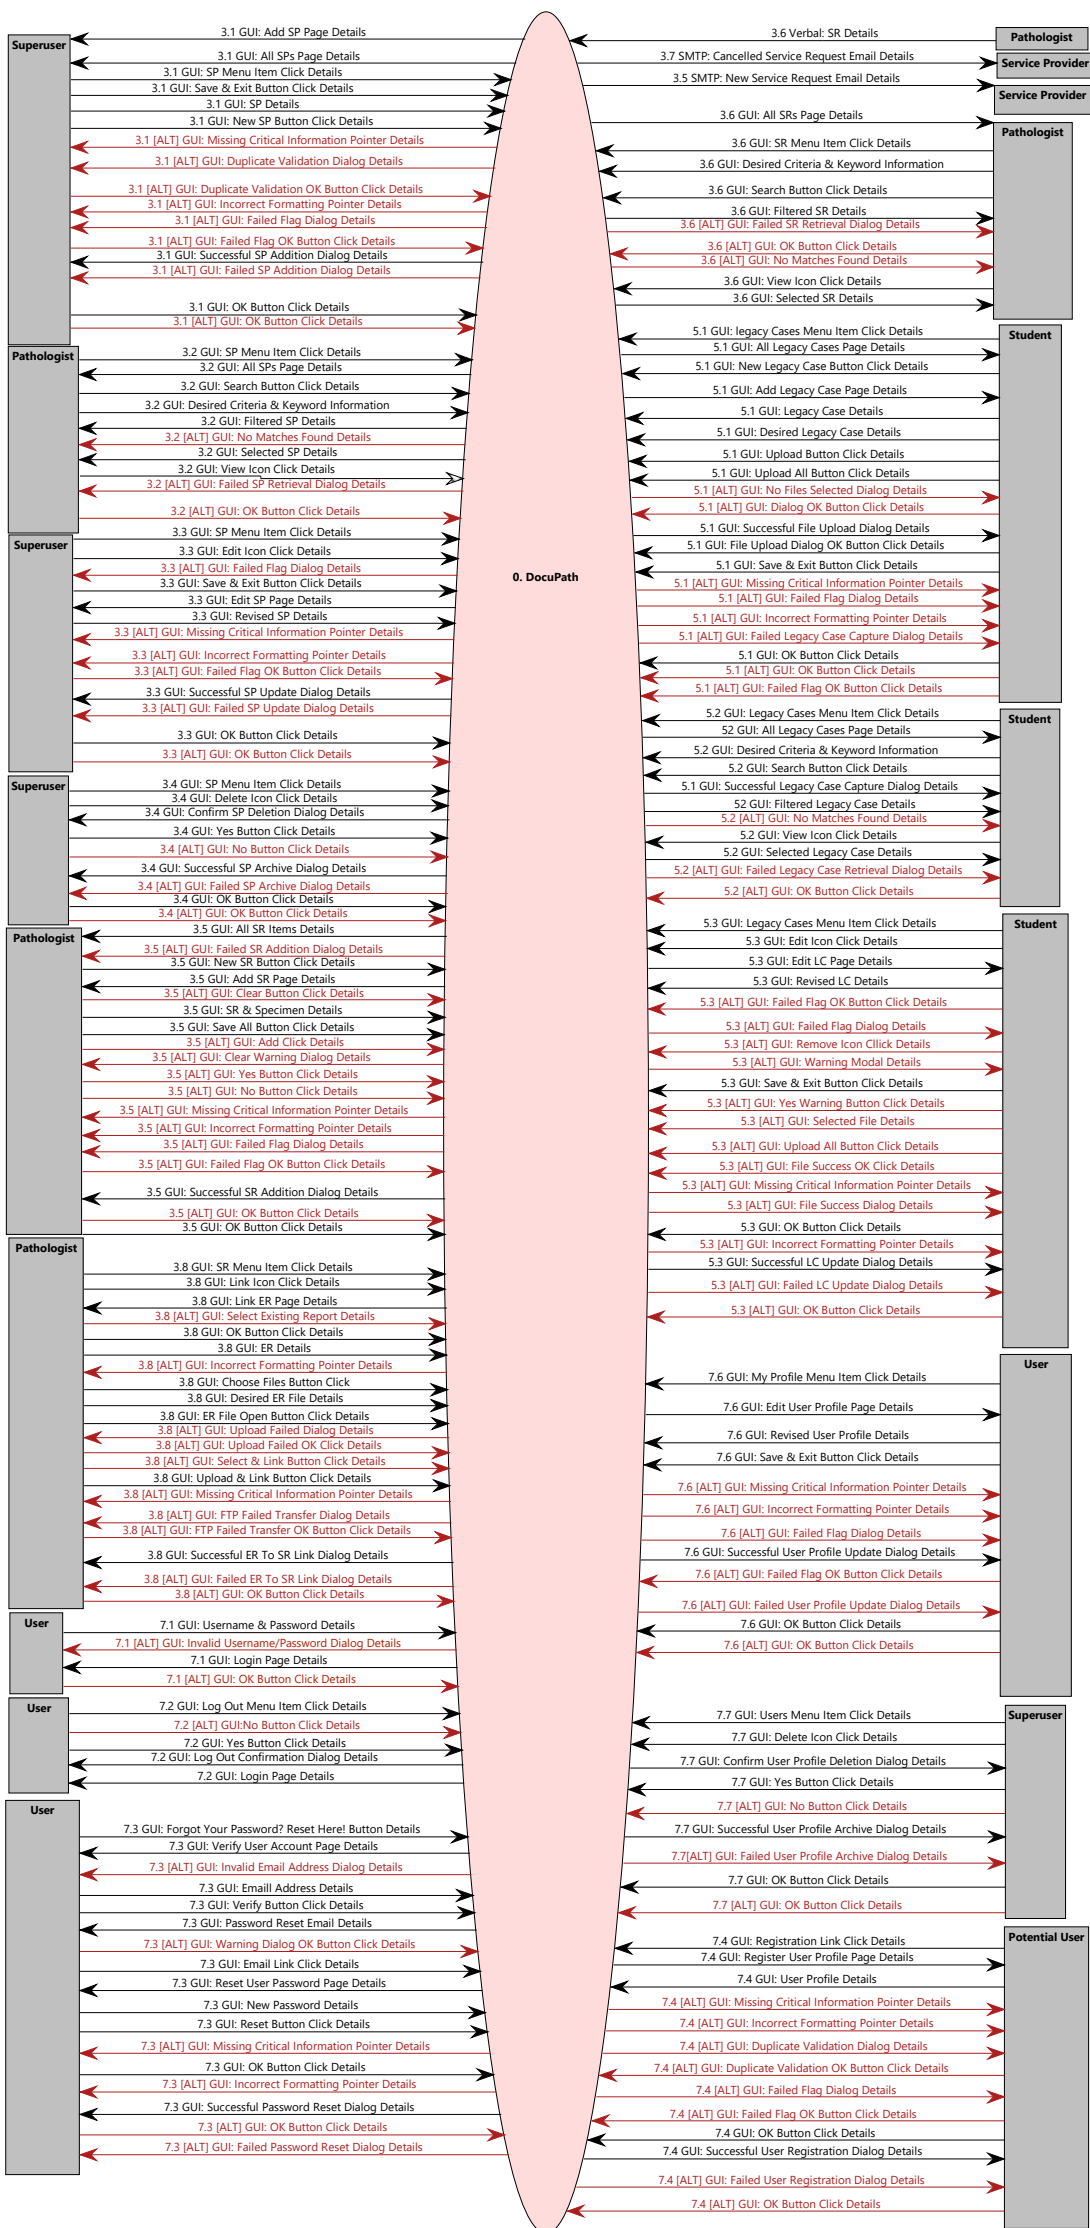 Superuser
3.1 GUI: Add SP Page Details
3.1 GUI: All SPs Page Details
3.1 GUI: SP Menu Item Click Details
3.1 GUI: Save & Exit Button Click Details
3.1 GUI: SP Details
3.1 GUI: New SP Button Click Details
3.1 [ALT] GUI: Missing Critical Information Pointer Details
3.1 [ALT] GUI: Duplicate Validation Dialog Details
3.1 [ALT] GUI: Duplicate Validation OK Button Click Details
3.1 [ALT] GUI: Incorrect Formatting Pointer Details
3.1 [ALT] GUI: Failed Flag Dialog Details
3.1 [ALT] GUI: Failed Flag OK Button Click Details
3.1 GUI: Successful SP Addition Dialog Details
3.1 [ALT] GUI: Failed SP Addition Dialog Details
3.1 GUI: OK Button Click Details
3.1 [ALT] GUI: OK Button Click Details
Pathologist
3.2 GUI: SP Menu Item Click Details
3.2 GUI: All SPs Page Details
3.2 GUI: Search Button Click Details
3.2 GUI: Desired Criteria & Keyword Information
3.2 GUI: Filtered SP Details
3.2 [ALT] GUI: No Matches Found Details
3.2 GUI: Selected SP Details
3.2 GUI: View Icon Click Details
3.2 [ALT] GUI: Failed SP Retrieval Dialog Details
3.2 [ALT] GUI: OK Button Click Details
Superuser
3.3 GUI: SP Menu Item Click Details
3.3 GUI: Edit Icon Click Details
3.3 [ALT] GUI: Failed Flag Dialog Details
3.3 GUI: Save & Exit Button Click Details
3.3 GUI: Edit SP Page Details
3.3 GUI: Revised SP Details
3.3 [ALT] GUI: Missing Critical Information Pointer Details
3.3 [ALT] GUI: Incorrect Formatting Pointer Details
3.3 [ALT] GUI: Failed Flag OK Button Click Details
3.3 GUI: Successful SP Update Dialog Details
3.3 [ALT] GUI: Failed SP Update Dialog Details
3.3 GUI: OK Button Click Details
3.3 [ALT] GUI: OK Button Click Details
Superuser
3.4 GUI: SP Menu Item Click Details
3.4 GUI: Delete Icon Click Details
3.4 GUI: Confirm SP Deletion Dialog Details
3.4 GUI: Yes Button Click Details
3.4 [ALT] GUI: No Button Click Details
3.4 GUI: Successful SP Archive Dialog Details
3.4 [ALT] GUI: Failed SP Archive Dialog Details
3.4 GUI: OK Button Click Details
3.4 [ALT] GUI: OK Button Click Details
Pathologist
3.5 GUI: All SR Items Details
3.5 [ALT] GUI: Failed SR Addition Dialog Details
3.5 GUI: New SR Button Click Details
3.5 GUI: Add SR Page Details
3.5 [ALT] GUI: Clear Button Click Details
3.5 GUI: SR & Specimen Details
3.5 GUI: Save All Button Click Details
3.5 [ALT] GUI: Add Click Details
3.5 [ALT] GUI: Clear Warning Dialog Details
3.5 [ALT] GUI: Yes Button Click Details
3.5 [ALT] GUI: No Button Click Details
3.5 [ALT] GUI: Missing Critical Information Pointer Details
3.5 [ALT] GUI: Incorrect Formatting Pointer Details
3.5 [ALT] GUI: Failed Flag Dialog Details
3.5 [ALT] GUI: Failed Flag OK Button Click Details
3.5 GUI: Successful SR Addition Dialog Details
3.5 [ALT] GUI: OK Button Click Details
3.5 GUI: OK Button Click Details
Pathologist
3.8 GUI: SR Menu Item Click Details
3.8 GUI: Link Icon Click Details
3.8 GUI: Link ER Page Details
3.8 [ALT] GUI: Select Existing Report Details
3.8 GUI: OK Button Click Details
3.8 GUI: ER Details
3.8 [ALT] GUI: Incorrect Formatting Pointer Details
3.8 GUI: Choose Files Button Click
3.8 GUI: Desired ER File Details
3.8 GUI: ER File Open Button Click Details
3.8 [ALT] GUI: Upload Failed Dialog Details
3.8 [ALT] GUI: Upload Failed OK Click Details
3.8 [ALT] GUI: Select & Link Button Click Details
3.8 GUI: Upload & Link Button Click Details
3.8 [ALT] GUI: Missing Critical Information Pointer Details
3.8 [ALT] GUI: FTP Failed Transfer Dialog Details
3.8 [ALT] GUI: FTP Failed Transfer OK Button Click Details
3.8 GUI: Successful ER To SR Link Dialog Details
3.8 [ALT] GUI: Failed ER To SR Link Dialog Details
3.8 [ALT] GUI: OK Button Click Details
User
7.1 GUI: Username & Password Details
7.1 [ALT] GUI: Invalid Username/Password Dialog Details
7.1 GUI: Login Page Details
7.1 [ALT] GUI: OK Button Click Details
User
7.2 GUI: Log Out Menu Item Click Details
7.2 [ALT] GUI:No Button Click Details
7.2 GUI: Yes Button Click Details
7.2 GUI: Log Out Confirmation Dialog Details
7.2 GUI: Login Page Details
User
7.3 GUI: Forgot Your Password? Reset Here! Button Details
7.3 GUI: Verify User Account Page Details
7.3 [ALT] GUI: Invalid Email Address Dialog Details
7.3 GUI: Emaill Address Details
7.3 GUI: Verify Button Click Details
7.3 GUI: Password Reset Email Details
7.3 [ALT] GUI: Warning Dialog OK Button Click Details
7.3 GUI: Email Link Click Details
7.3 GUI: Reset User Password Page Details
7.3 GUI: New Password Details
7.3 GUI: Reset Button Click Details
7.3 [ALT] GUI: Missing Critical Information Pointer Details
7.3 GUI: OK Button Click Details
7.3 [ALT] GUI: Incorrect Formatting Pointer Details
7.3 GUI: Successful Password Reset Dialog Details
7.3 [ALT] GUI: OK Button Click Details
7.3 [ALT] GUI: Failed Password Reset Dialog Details
0. DocuPath
3.6 Verbal: SR Details
Pathologist
3.7 SMTP: Cancelled Service Request Email Details
Service Provider
3.5 SMTP: New Service Request Email Details
Service Provider
3.6 GUI: All SRs Page Details
Pathologist
3.6 GUI: SR Menu Item Click Details
3.6 GUI: Desired Criteria & Keyword Information
3.6 GUI: Search Button Click Details
3.6 GUI: Filtered SR Details
3.6 [ALT] GUI: Failed SR Retrieval Dialog Details
3.6 [ALT] GUI: OK Button Click Details
3.6 [ALT] GUI: No Matches Found Details
3.6 GUI: View Icon Click Details
3.6 GUI: Selected SR Details
Student
5.1 GUI: legacy Cases Menu Item Click Details
5.1 GUI: All Legacy Cases Page Details
5.1 GUI: New Legacy Case Button Click Details
5.1 GUI: Add Legacy Case Page Details
5.1 GUI: Legacy Case Details
5.1 GUI: Desired Legacy Case Details
5.1 GUI: Upload Button Click Details
5.1 GUI: Upload All Button Click Details
5.1 [ALT] GUI: No Files Selected Dialog Details
5.1 [ALT] GUI: Dialog OK Button Click Details
5.1 GUI: Successful File Upload Dialog Details
5.1 GUI: File Upload Dialog OK Button Click Details
5.1 GUI: Save & Exit Button Click Details
5.1 [ALT] GUI: Missing Critical Information Pointer Details
5.1 [ALT] GUI: Failed Flag Dialog Details
5.1 [ALT] GUI: Incorrect Formatting Pointer Details
5.1 [ALT] GUI: Failed Legacy Case Capture Dialog Details
5.1 GUI: OK Button Click Details
5.1 [ALT] GUI: OK Button Click Details
5.1 [ALT] GUI: Failed Flag OK Button Click Details
Student
5.2 GUI: Legacy Cases Menu Item Click Details
52 GUI: All Legacy Cases Page Details
5.2 GUI: Desired Criteria & Keyword Information
5.2 GUI: Search Button Click Details
5.1 GUI: Successful Legacy Case Capture Dialog Details
52 GUI: Filtered Legacy Case Details
5.2 [ALT] GUI: No Matches Found Details
5.2 GUI: View Icon Click Details
5.2 GUI: Selected Legacy Case Details
5.2 [ALT] GUI: Failed Legacy Case Retrieval Dialog Details
5.2 [ALT] GUI: OK Button Click Details
Student
5.3 GUI: Legacy Cases Menu Item Click Details
5.3 GUI: Edit Icon Click Details
5.3 GUI: Edit LC Page Details
5.3 GUI: Revised LC Details
5.3 [ALT] GUI: Failed Flag OK Button Click Details
5.3 [ALT] GUI: Failed Flag Dialog Details
5.3 [ALT] GUI: Remove Icon Cllick Details
5.3 [ALT] GUI: Warning Modal Details
5.3 GUI: Save & Exit Button Click Details
5.3 [ALT] GUI: Yes Warning Button Click Details
5.3 [ALT] GUI: Selected File Details
5.3 [ALT] GUI: Upload All Button Click Details
5.3 [ALT] GUI: File Success OK Click Details
5.3 [ALT] GUI: Missing Critical Information Pointer Details
5.3 [ALT] GUI: File Success Dialog Details
5.3 GUI: OK Button Click Details
5.3 [ALT] GUI: Incorrect Formatting Pointer Details
5.3 GUI: Successful LC Update Dialog Details
5.3 [ALT] GUI: Failed LC Update Dialog Details
5.3 [ALT] GUI: OK Button Click Details
User
7.6 GUI: My Profile Menu Item Click Details
7.6 GUI: Edit User Profile Page Details
7.6 GUI: Revised User Profile Details
7.6 GUI: Save & Exit Button Click Details
7.6 [ALT] GUI: Missing Critical Information Pointer Details
7.6 [ALT] GUI: Incorrect Formatting Pointer Details
7.6 [ALT] GUI: Failed Flag Dialog Details
7.6 GUI: Successful User Profile Update Dialog Details
7.6 [ALT] GUI: Failed Flag OK Button Click Details
7.6 [ALT] GUI: Failed User Profile Update Dialog Details
7.6 GUI: OK Button Click Details
7.6 [ALT] GUI: OK Button Click Details
Superuser
7.7 GUI: Users Menu Item Click Details
7.7 GUI: Delete Icon Click Details
7.7 GUI: Confirm User Profile Deletion Dialog Details
7.7 GUI: Yes Button Click Details
7.7 [ALT] GUI: No Button Click Details
7.7 GUI: Successful User Profile Archive Dialog Details
7.7[ALT] GUI: Failed User Profile Archive Dialog Details
7.7 GUI: OK Button Click Details
7.7 [ALT] GUI: OK Button Click Details
Potential User
7.4 GUI: Registration Link Click Details
7.4 GUI: Register User Profile Page Details
7.4 GUI: User Profile Details
7.4 [ALT] GUI: Missing Critical Information Pointer Details
7.4 [ALT] GUI: Incorrect Formatting Pointer Details
7.4 [ALT] GUI: Duplicate Validation Dialog Details
7.4 [ALT] GUI: Duplicate Validation OK Button Click Details
7.4 [ALT] GUI: Failed Flag Dialog Details
7.4 [ALT] GUI: Failed Flag OK Button Click Details
7.4 GUI: OK Button Click Details
7.4 GUI: Successful User Registration Dialog Details
7.4 [ALT] GUI: Failed User Registration Dialog Details
7.4 [ALT] GUI: OK Button Click Details